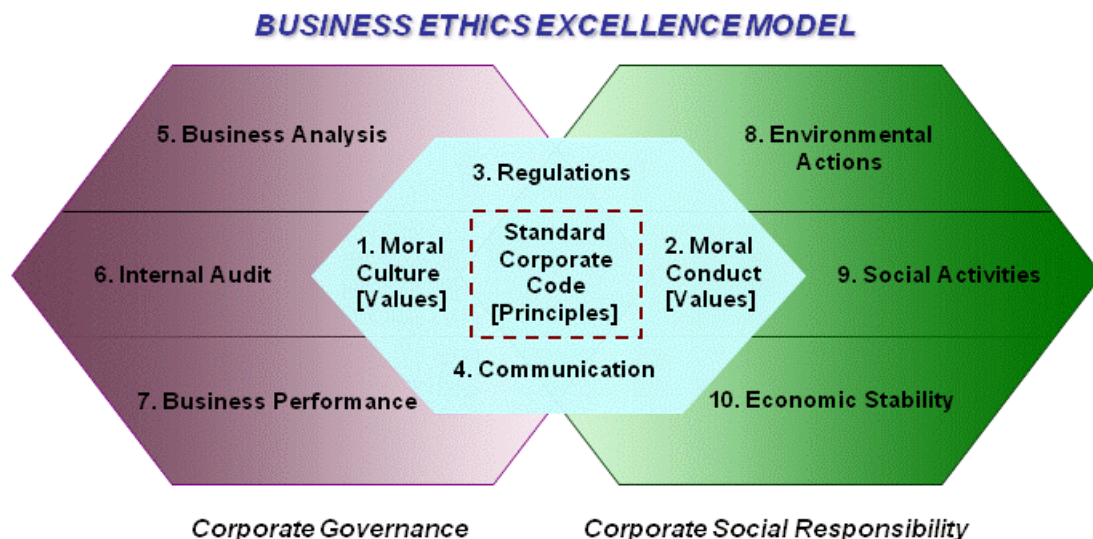 BUSINESS ETHICS EXCELLENCE MODEL
5. Business Analysis
8. Environmental
Actions
3. Regulations
1. Moral
Culture
[Values]
Standard
Corporate
Code
[Principles]
2. Moral
Conduct
[Values]
6. Internal Audit
9. Social Activities
4. Communication
7. Business Performance
10. Economic Stability
Corporate Governance
Corporate Social Responsibility